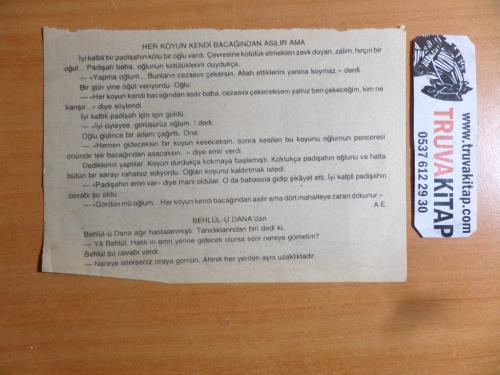 HER KOYUN KENDİ BACAĞINDAN ASILIR AMA
İyi kalbli bir padişahın kötü bir oğlu vardı. Çevresine kötülük etmekten zevk duyan, zalim, hırçın bir
oğul... Padişah baba, oğlunun kötülüklerini duydukça,
— «Yapma oğlum... Bunların cezasını çekersin, Allah ettiklerini yanına koymaz.» derdi.
Bir gün yine öğüt veriyordu. Oğlu:
— «Her koyun kendi bacağından asılır baba, cezasını çekeceksem yalnız ben çekeceğim, kim ne
karışır...» diye söylendi.
İyi kalbli padişah için için güldü.
— «İyi öyleyse, görüşürüz oğlum..! dedi.
Oğlu gidince bir adam çağırttı. Ona:
— «Hemen gideceksin bir koyun keseceksin, sonra kesilen bu koyunu oğlumun penceresi
önünde tek bacağından asacaksın...» diye emir verdi.
Dediklerini yaptılar. Koyun durdukça kokmaya başlamıştı. Koktukça padişahın oğlunu ve hatta
bütün bir sarayı rahatsız ediyordu. Oğlan koyunu kaldırtmak istedi.
— «Padişahın emri var» diye mani oldular. O da babasına gidip şikâyet etti. İyi kalpli padişahın
cevabı şu oldu:
— «Gördün mü oğlum... Her koyun kendi bacağından asılır ama dört mahalleye zararı dokunur.»
A.E.
BEHLÜL-Ü DANA'dan
Behlül-ü Dana ağır hastalanmıştı. Tanıdıklarından biri dedi ki;
— Yâ Behlül, Hakk'ın emri yerine gelecek olursa seni nereye gömelim?
Behlül şu cevabı verdi:
— Nereye isterseniz oraya gömün. Ahiret her yerden aynı uzaklıktadır.
www.truvakitap.com
TRUVAKİTAP
0537 612 29 30